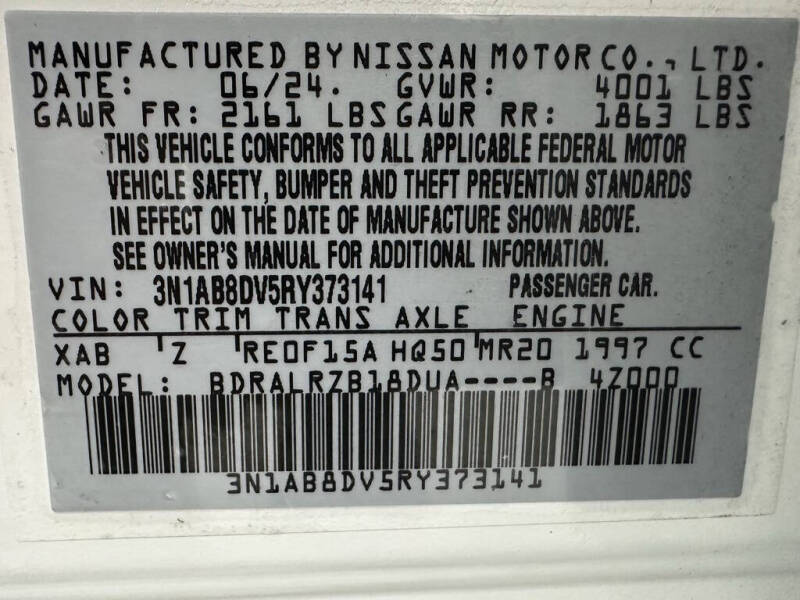 MANUFACTURED BY NISSAN MOTOR CO., LTD.
DATE: 06/24. GVWR: 4001 LBS
GAWR FR: 2161 LBS GAWR RR: 1863 LBS
THIS VEHICLE CONFORMS TO ALL APPLICABLE FEDERAL MOTOR
VEHICLE SAFETY, BUMPER AND THEFT PREVENTION STANDARDS
IN EFFECT ON THE DATE OF MANUFACTURE SHOWN ABOVE.
SEE OWNER'S MANUAL FOR ADDITIONAL INFORMATION.
VIN: 3N1AB8DV5RY373141 PASSENGER CAR.
COLOR TRIM TRANS AXLE ENGINE
XAB Z RE0F15A HQ50 MR20 1997 CC
MODEL: BDRALRZB18DUA----B 4Z000
3N1AB8DV5RY373141